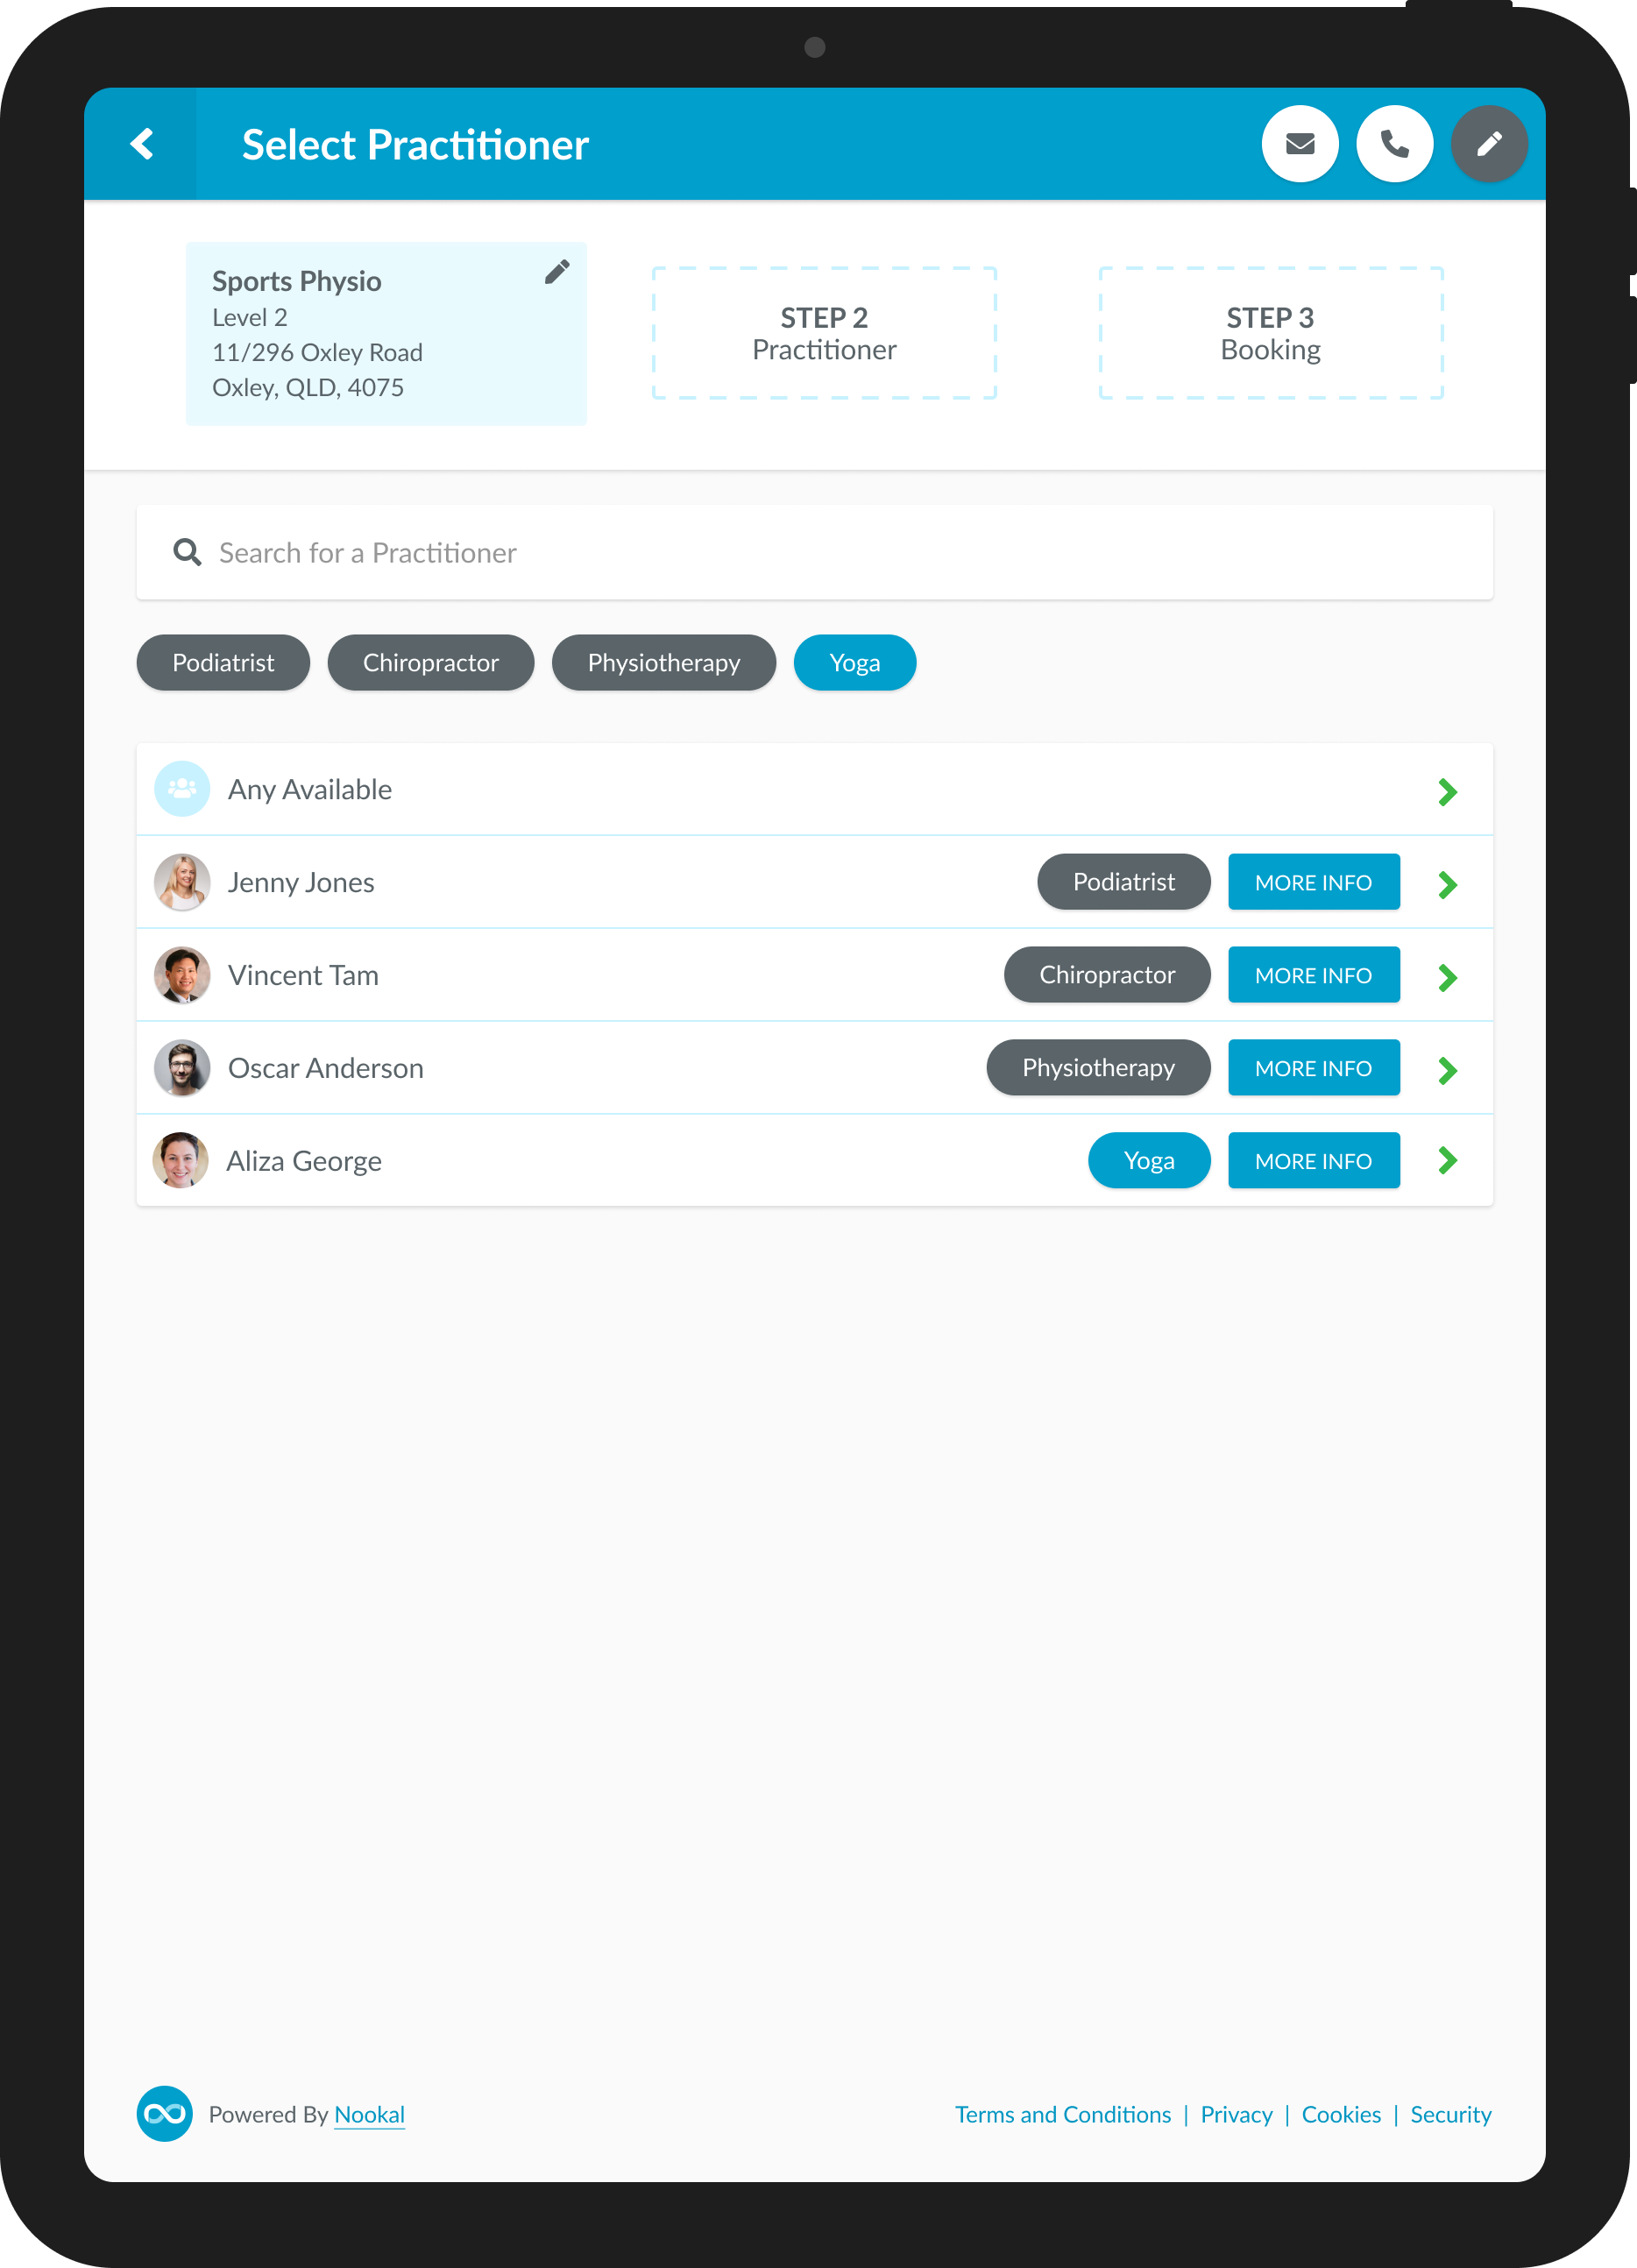 Select Practitioner
Sports Physio
Level 2
11/296 Oxley Road
Oxley, QLD, 4075
STEP 2
Practitioner
STEP 3
Booking
Search for a Practitioner
Podiatrist Chiropractor Physiotherapy Yoga
Any Available
Jenny Jones Podiatrist MORE INFO
Vincent Tam Chiropractor MORE INFO
Oscar Anderson Physiotherapy MORE INFO
Aliza George Yoga MORE INFO
Powered By Nookal Terms and Conditions | Privacy | Cookies | Security